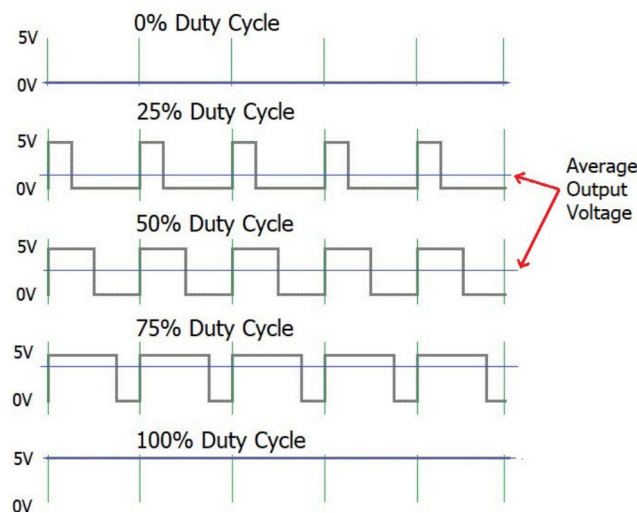 0% Duty Cycle
5V
0V
25% Duty Cycle
5V
0V
Average
Output
Voltage
50% Duty Cycle
5V
0V
75% Duty Cycle
5V
0V
100% Duty Cycle
5V
0V